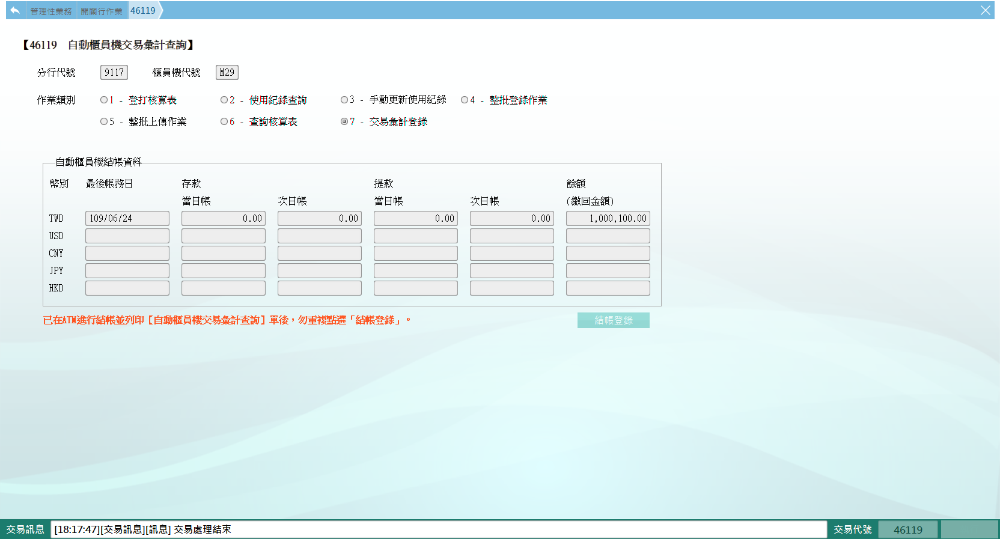 管理性業務 開關行作業 46119
【46119　自動櫃員機交易彙計查詢】
分行代號 9117 櫃員機代號 M29
作業類別 1 - 登打核算表 2 - 使用紀錄查詢 3 - 手動更新使用紀錄 4 - 整批登錄作業
5 - 整批上傳作業 6 - 查詢核算表 7 - 交易彙計登錄
自動櫃員機結帳資料
幣別 最後帳務日 存款 提款 餘額
當日帳 次日帳 當日帳 次日帳 (繳回金額)
TWD 109/06/24 0.00 0.00 0.00 0.00 1,000,100.00
USD
CNY
JPY
HKD
已在ATM進行結帳並列印［自動櫃員機交易彙計查詢］單後，勿重複點選「結帳登錄」。 結帳登錄
交易訊息 [18:17:47][交易訊息][訊息] 交易處理結束 交易代號 46119